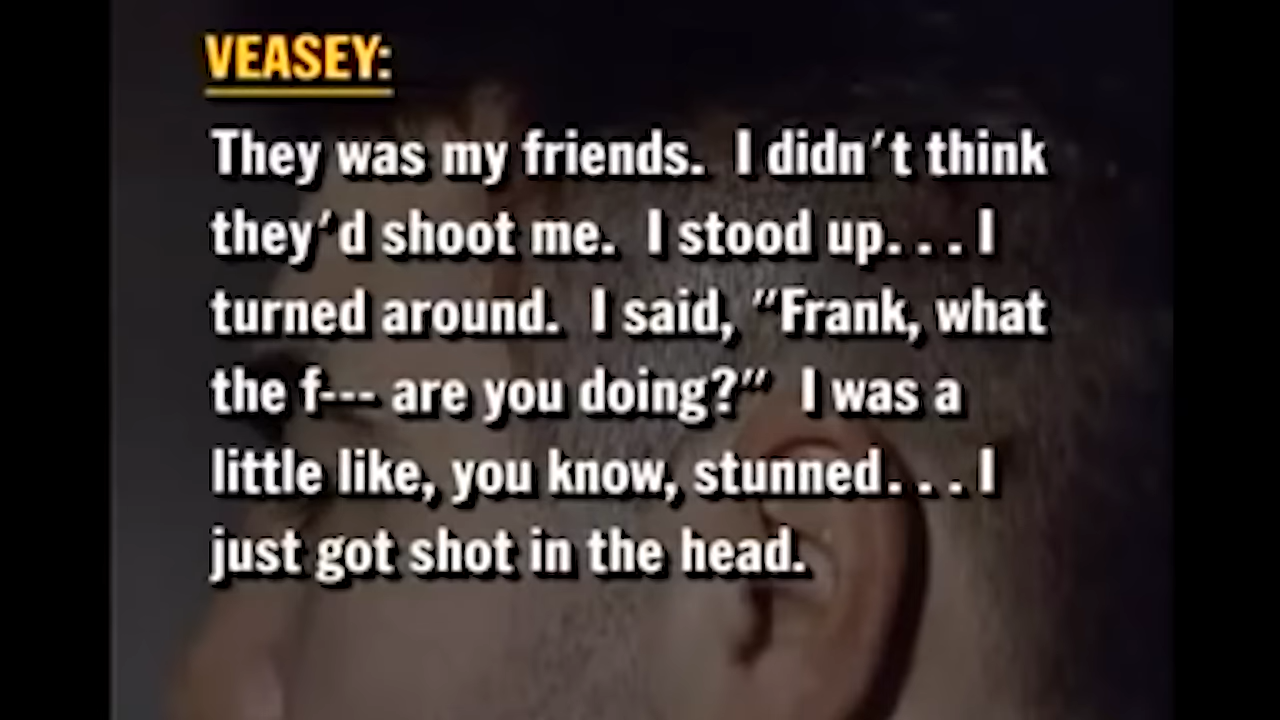 VEASEY:
They was my friends.  I didn't think
they'd shoot me.  I stood up. . . I
turned around.  I said, "Frank, what
the f--- are you doing?"  I was a
little like, you know, stunned. . . I
just got shot in the head.